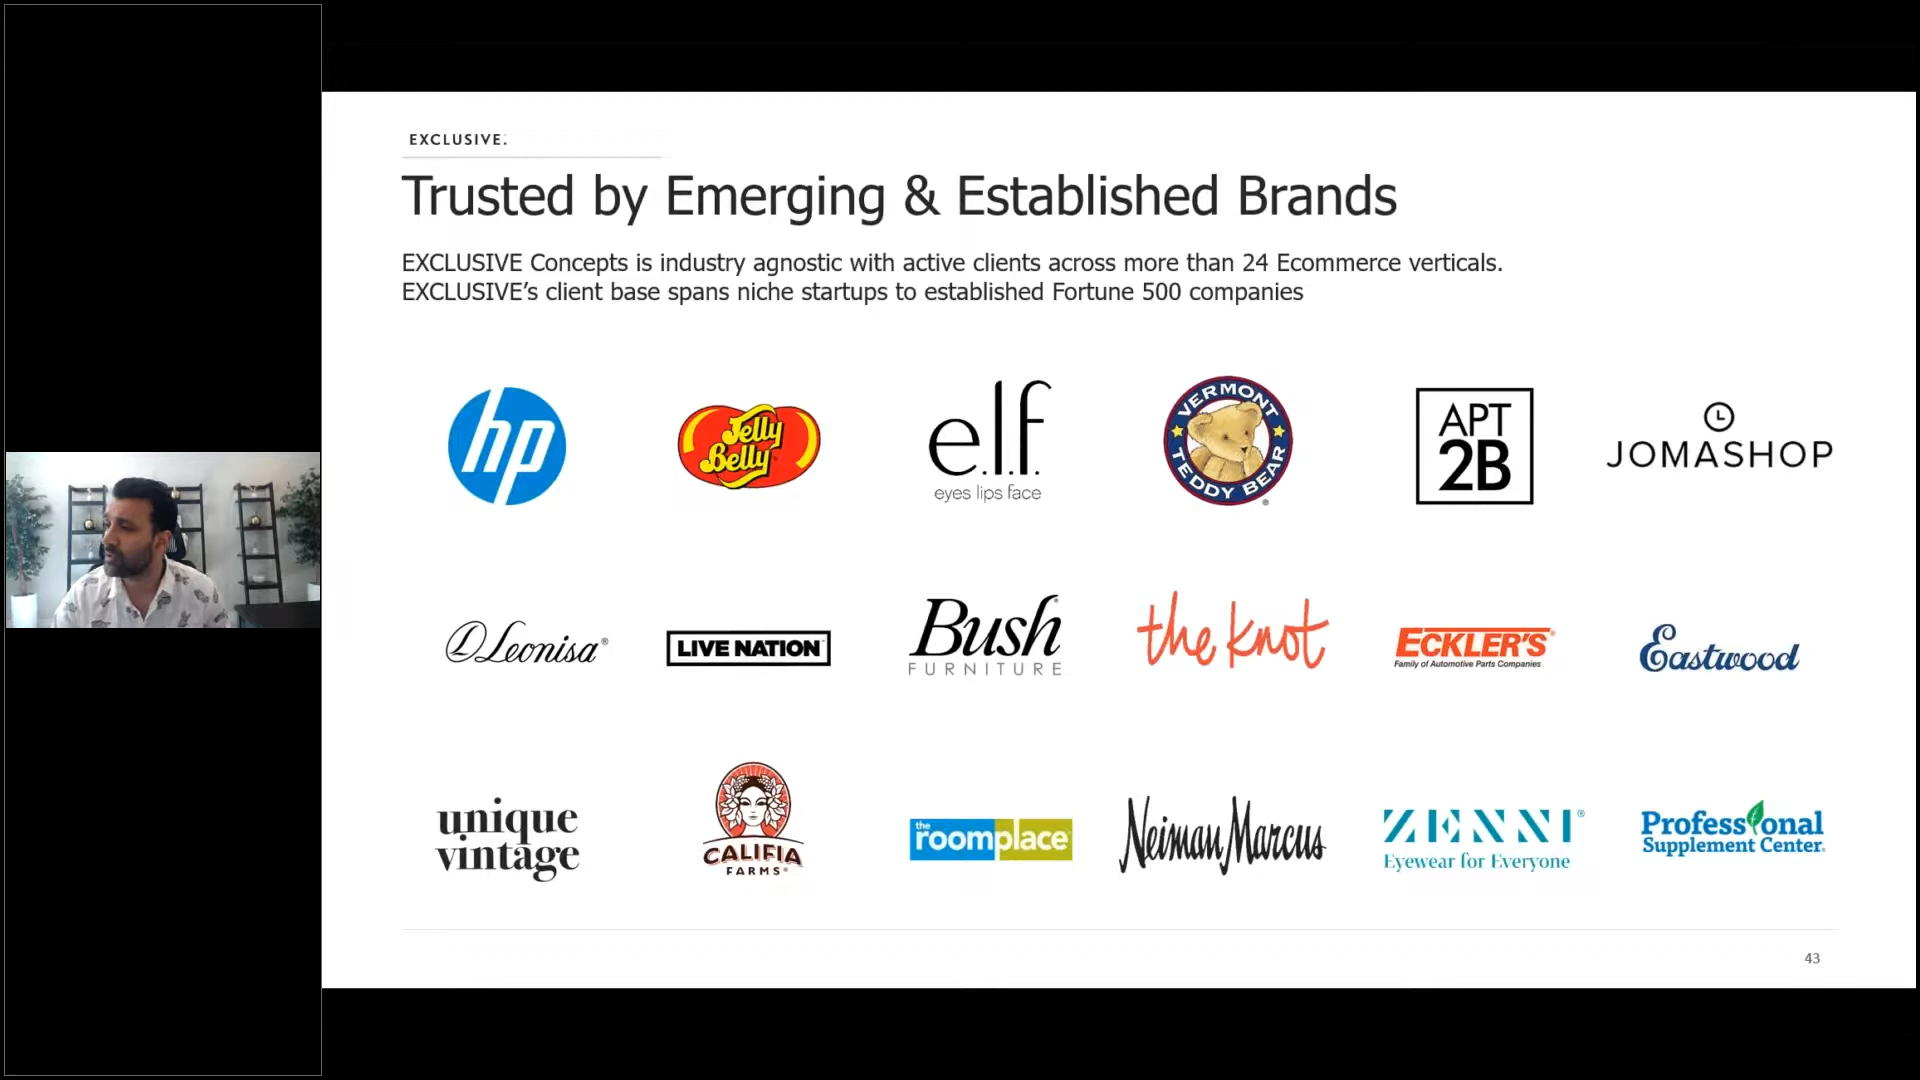 EXCLUSIVE.
Trusted by Emerging & Established Brands
EXCLUSIVE Concepts is industry agnostic with active clients across more than 24 Ecommerce verticals.
EXCLUSIVE's client base spans niche startups to established Fortune 500 companies
hp
Jelly
Belly
e.l.f.
eyes lips face
VERMONT
TEDDY BEAR
®
APT
2B
JOMASHOP
Leonisa®
LIVE NATION
Bush®
FURNITURE
the knot
ECKLER'S®
Family of Automotive Parts Companies
Eastwood
unique
vintage
CALIFIA
FARMS®
the
roomplace
Neiman Marcus
ZENNI®
Eyewear for Everyone
Professional
Supplement Center®
43